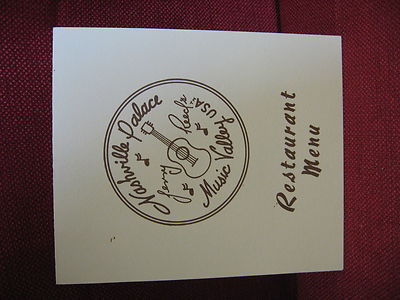 Nashville Palace
Jerry Reed's
Music Valley, USA
Restaurant
Menu